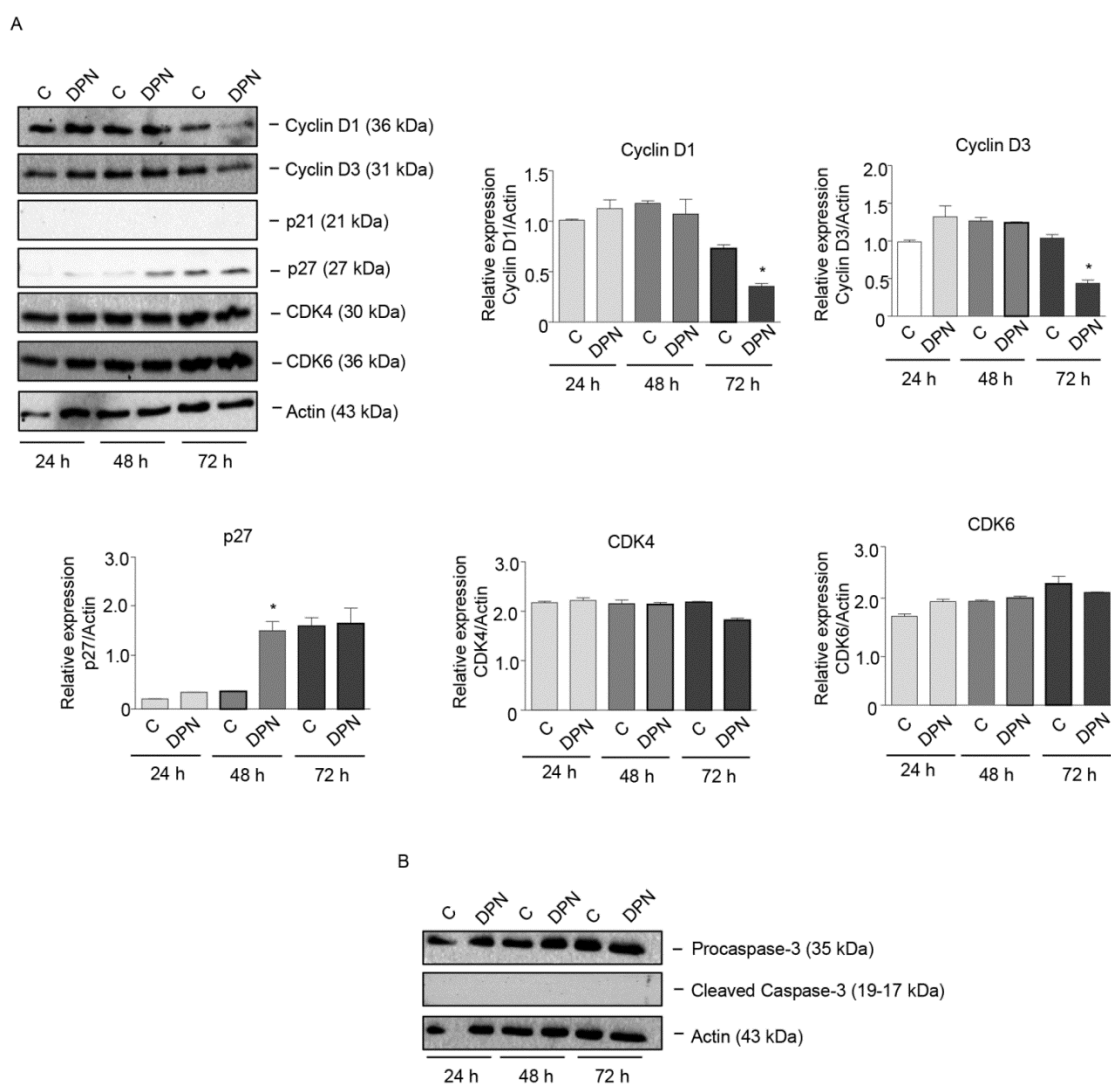 A
C DPN C DPN C DPN
Cyclin D1 (36 kDa)
Cyclin D3 (31 kDa)
p21 (21 kDa)
p27 (27 kDa)
CDK4 (30 kDa)
CDK6 (36 kDa)
Actin (43 kDa)
24 h 48 h 72 h
Cyclin D1
Relative expression
Cyclin D1/Actin
1.5
1.0
0.5
0
C DPN C DPN C DPN
24 h 48 h 72 h
*
Cyclin D3
Relative expression
Cyclin D3/Actin
2.0
1.5
1.0
0.5
0
C DPN C DPN C DPN
24 h 48 h 72 h
*
p27
Relative expression
p27/Actin
3.0
2.0
1.0
0
C DPN C DPN C DPN
24 h 48 h 72 h
*
CDK4
Relative expression
CDK4/Actin
3.0
2.0
1.0
0
C DPN C DPN C DPN
24 h 48 h 72 h
CDK6
Relative expression
CDK6/Actin
3.0
2.0
1.0
0
C DPN C DPN C DPN
24 h 48 h 72 h
B
C DPN C DPN C DPN
Procaspase-3 (35 kDa)
Cleaved Caspase-3 (19-17 kDa)
Actin (43 kDa)
24 h 48 h 72 h